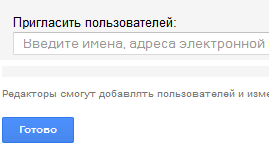 Пригласить пользователей:
Введите имена, адреса электронной
Редакторы смогут добавлять пользователей и изме
Готово